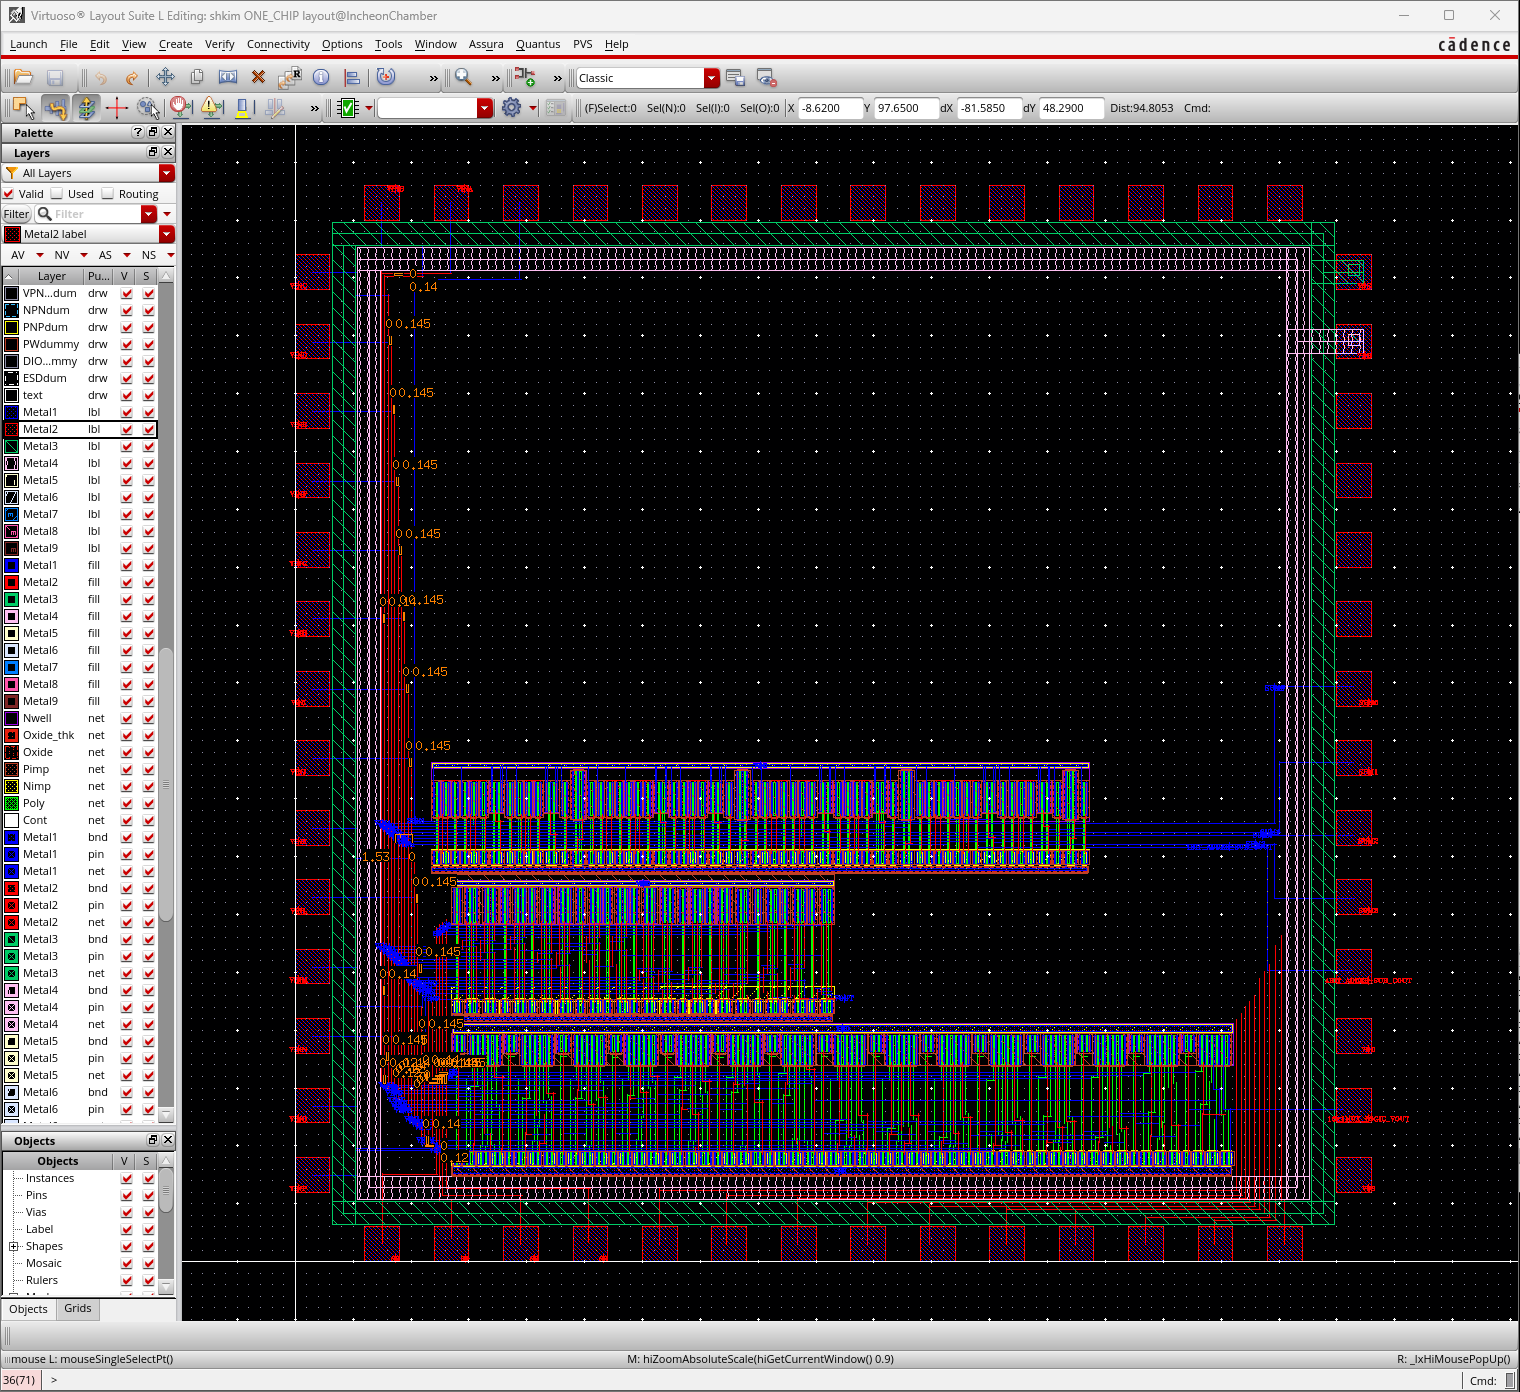 Virtuoso® Layout Suite L Editing: shkim ONE_CHIP layout@IncheonChamber
Launch File Edit View Create Verify Connectivity Options Tools Window Assura Quantus PVS Help
cādence
Classic
(F)Select:0 Sel(N):0 Sel(I):0 Sel(O):0 X -8.6200 Y 97.6500 dX -81.5850 dY 48.2900 Dist:94.8053 Cmd:
Palette
Layers
All Layers
Valid Used Routing
Filter Filter
Metal2 label
AV NV AS NS
Layer Pu... V S
VPN...dum drw
NPNdum drw
PNPdum drw
PWdummy drw
DIO...mmy drw
ESDdum drw
text drw
Metal1 lbl
Metal2 lbl
Metal3 lbl
Metal4 lbl
Metal5 lbl
Metal6 lbl
Metal7 lbl
Metal8 lbl
Metal9 lbl
Metal1 fill
Metal2 fill
Metal3 fill
Metal4 fill
Metal5 fill
Metal6 fill
Metal7 fill
Metal8 fill
Metal9 fill
Nwell net
Oxide_thk net
Oxide net
Pimp net
Nimp net
Poly net
Cont net
Metal1 bnd
Metal1 pin
Metal1 net
Metal2 bnd
Metal2 pin
Metal2 net
Metal3 bnd
Metal3 pin
Metal3 net
Metal4 bnd
Metal4 pin
Metal4 net
Metal5 bnd
Metal5 pin
Metal5 net
Metal6 bnd
Metal6 pin
Objects
Objects V S
Instances
Pins
Vias
Label
Shapes
Mosaic
Rulers
Objects Grids
0
0.14
0 0.145
0 0.145
0 0.145
0 0.145
0 0.145
0 0.145
0 0.145
1.53 0
0 0.145
0 0.145
0 0.14
0 0.145
0 0.145
0 0.14
0
0.12
mouse L: mouseSingleSelectPt() M: hiZoomAbsoluteScale(hiGetCurrentWindow() 0.9) R: _lxHiMousePopUp()
36(71) > Cmd: